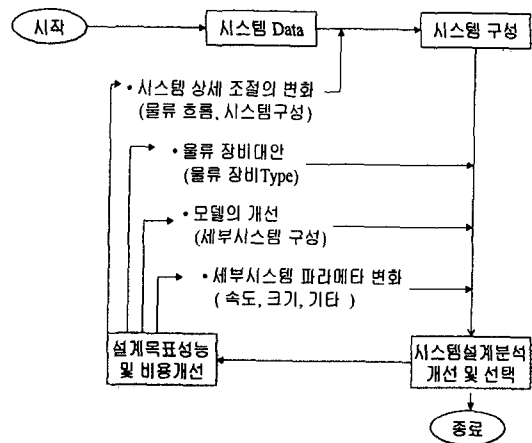 시작
시스템 Data
시스템 구성
• 시스템 상세 조절의 변화
(물류 흐름, 시스템구성)
• 물류 장비대안
(물류 장비Type)
• 모델의 개선
(세부시스템 구성)
• 세부시스템 파라메타 변화
( 속도, 크기, 기타 )
설계목표성능
및 비용개선
시스템설계분석
개선 및 선택
종료